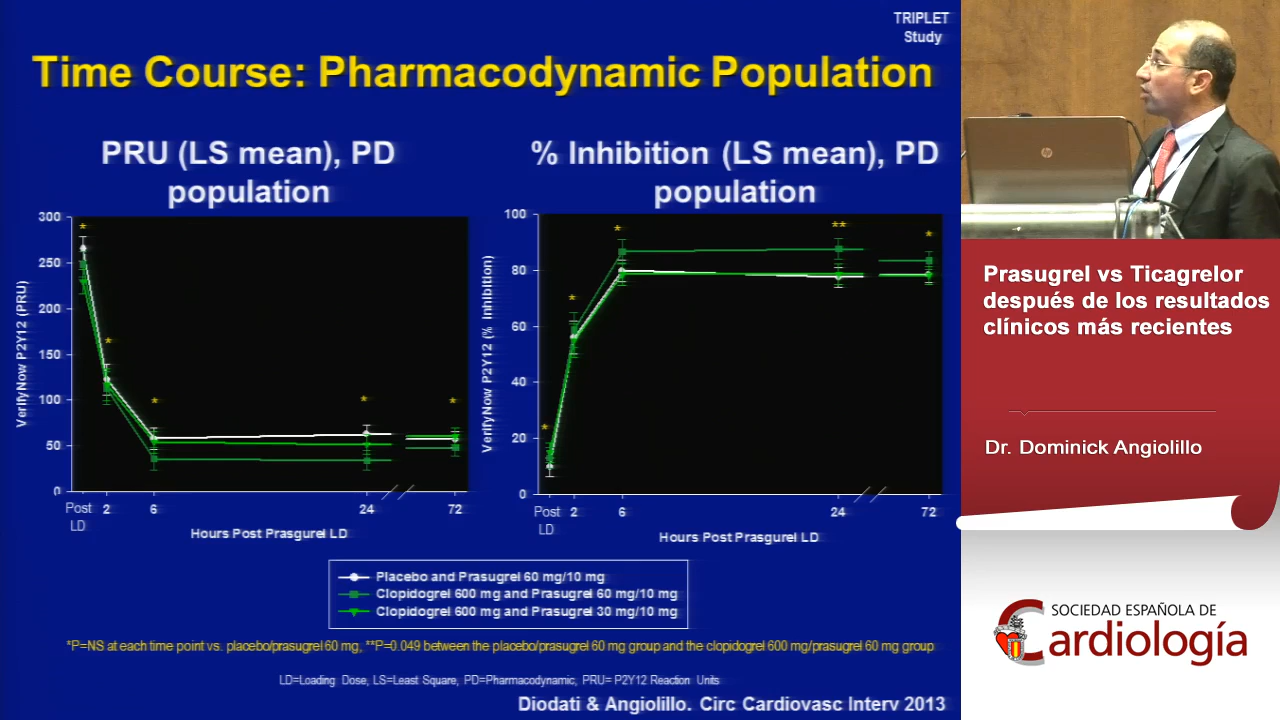 TRIPLET
Study
Time Course: Pharmacodynamic Population
PRU (LS mean), PD
population
% Inhibition (LS mean), PD
population
VerifyNow P2Y12 (PRU)
300
250
200
150
100
50
0
*
*
*
*
*
Post
LD
2
6
24
72
Hours Post Prasgurel LD
VerifyNow P2Y12 (% Inhibition)
100
80
60
40
20
0
*
*
*
**
*
Post
LD
2
6
24
72
Hours Post Prasgurel LD
Placebo and Prasugrel 60 mg/10 mg
Clopidogrel 600 mg and Prasugrel 60 mg/10 mg
Clopidogrel 600 mg and Prasugrel 30 mg/10 mg
*P=NS at each time point vs. placebo/prasugrel 60 mg, **P=0.049 between the placebo/prasugrel 60 mg group and the clopidogrel 600 mg/prasugrel 60 mg group
LD=Loading Dose, LS=Least Square, PD=Pharmacodynamic, PRU= P2Y12 Reaction Units
Diodati & Angiolillo. Circ Cardiovasc Interv 2013
hp
Prasugrel vs Ticagrelor
después de los resultados
clínicos más recientes
Dr. Dominick Angiolillo
SOCIEDAD ESPAÑOLA DE
Cardiología